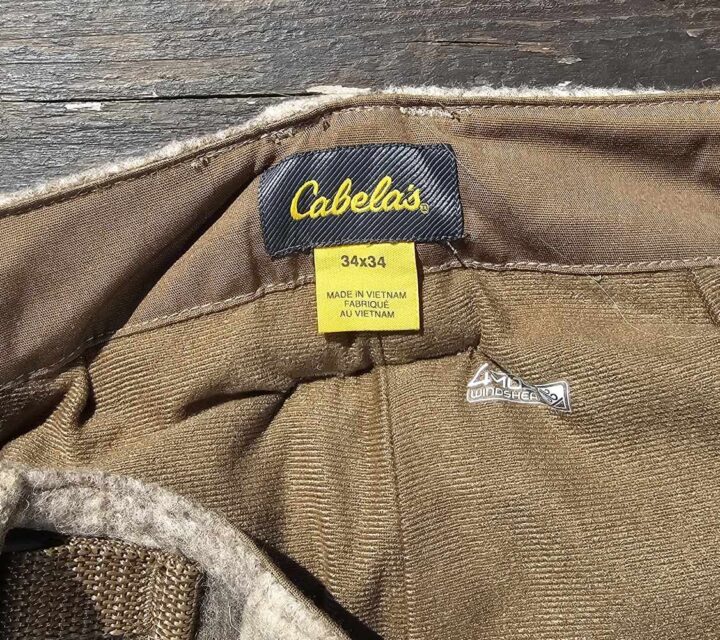 Cabela's®
34x34
MADE IN VIETNAM
FABRIQUÉ
AU VIETNAM